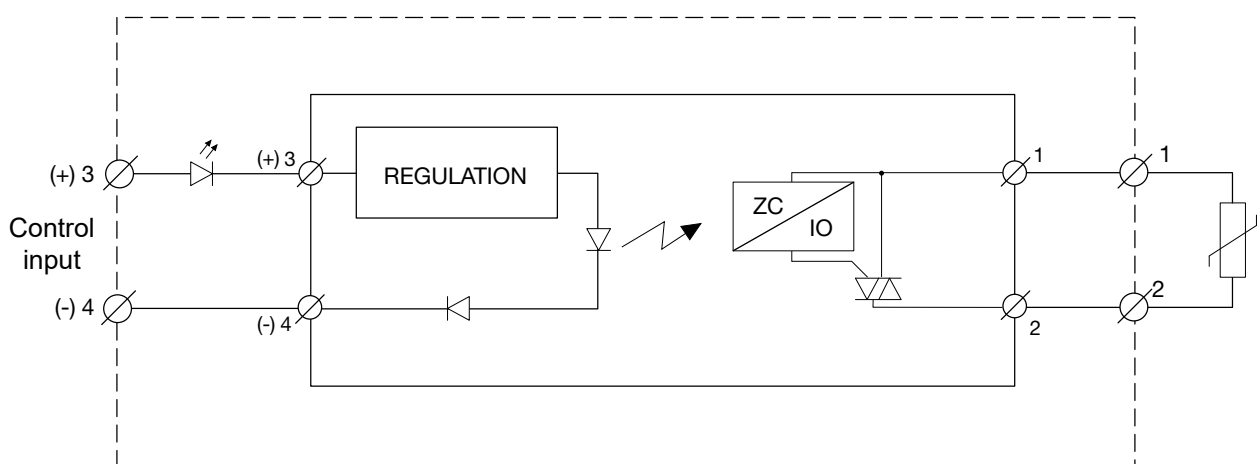 (+) 3
(+) 3
REGULATION
1
1
ZC
IO
Control
input
(-) 4
(-) 4
2
2